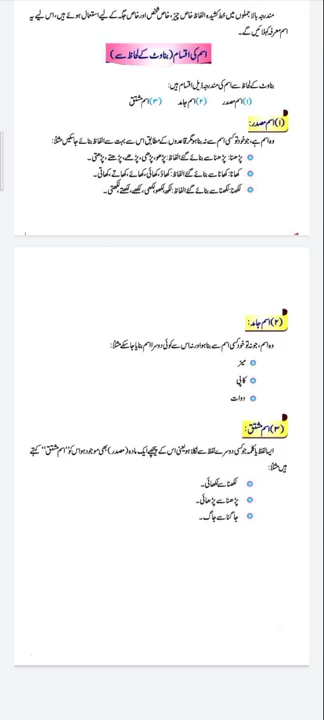 مندرجہ بالا جملوں میں خط کشیدہ الفاظ خاص چیز، خاص شخص اور خاص جگہ کے لیے استعمال ہوئے ہیں، اس لیے یہ
اسم معرفہ کہلائیں گے۔
اسم کی اقسام (بناوٹ کے لحاظ سے)
بناوٹ کے لحاظ سے اسم کی مندرجہ ذیل اقسام ہیں:
(۱) اسم مصدر (۲) اسم جامد (۳) اسم مشتق
(۱) اسم مصدر:
وہ اسم ہے، جو خود تو کسی اسم سے نہ بنا ہو مگر قاعدوں کے مطابق اس سے بہت سے الفاظ بنائے جا سکیں مثلاً:
پڑھنا: پڑھنا سے بنائے گئے الفاظ: پڑھو، پڑھی، پڑھے، پڑھتے، پڑھتی۔
کھانا: کھانا سے بنائے گئے الفاظ: کھاؤ، کھائی، کھائے، کھاتے، کھاتی۔
لکھنا: لکھنا سے بنائے گئے الفاظ: لکھ، لکھو، لکھی، لکھے، لکھتے، لکھتی۔
(۲) اسم جامد:
وہ اسم، جو نہ تو خود کسی اسم سے بنا ہو اور نہ اس سے کوئی دوسرا اسم بنایا جا سکے مثلاً:
میز
کاپی
دوات
(۳) اسم مشتق:
ایسا لفظ یا کلمہ جو کسی دوسرے لفظ سے نکلا ہو یعنی اس کے پیچھے ایک مادہ (مصدر) بھی موجود ہو اس کو "اسم مشتق" کہتے
ہیں مثلاً:
لکھنا سے لکھائی۔
پڑھنا سے پڑھائی۔
جاگنا سے جاگ۔